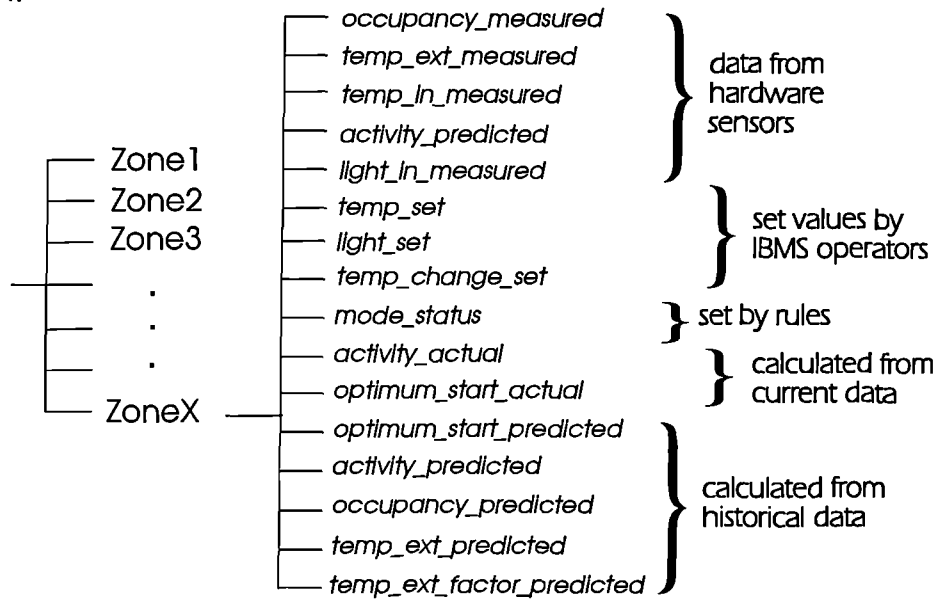 Zone1
Zone2
Zone3
.
.
.
ZoneX
occupancy_measured
temp_ext_measured
temp_in_measured
activity_predicted
light_in_measured
temp_set
light_set
temp_change_set
mode_status
activity_actual
optimum_start_actual
optimum_start_predicted
activity_predicted
occupancy_predicted
temp_ext_predicted
temp_ext_factor_predicted
data from
hardware
sensors
set values by
IBMS operators
set by rules
calculated from
current data
calculated from
historical data